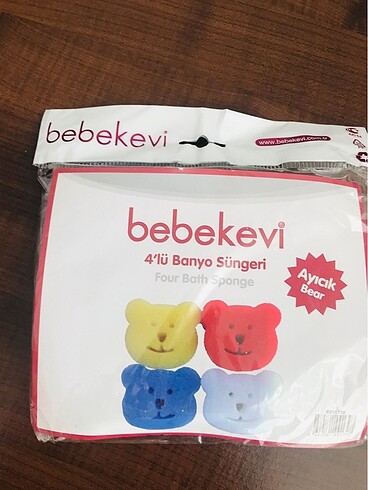 bebekevi
www.bebekevi.com.tr
bebekevi
4'lü Banyo Süngeri
Four Bath Sponge
Ayıcık
Bear